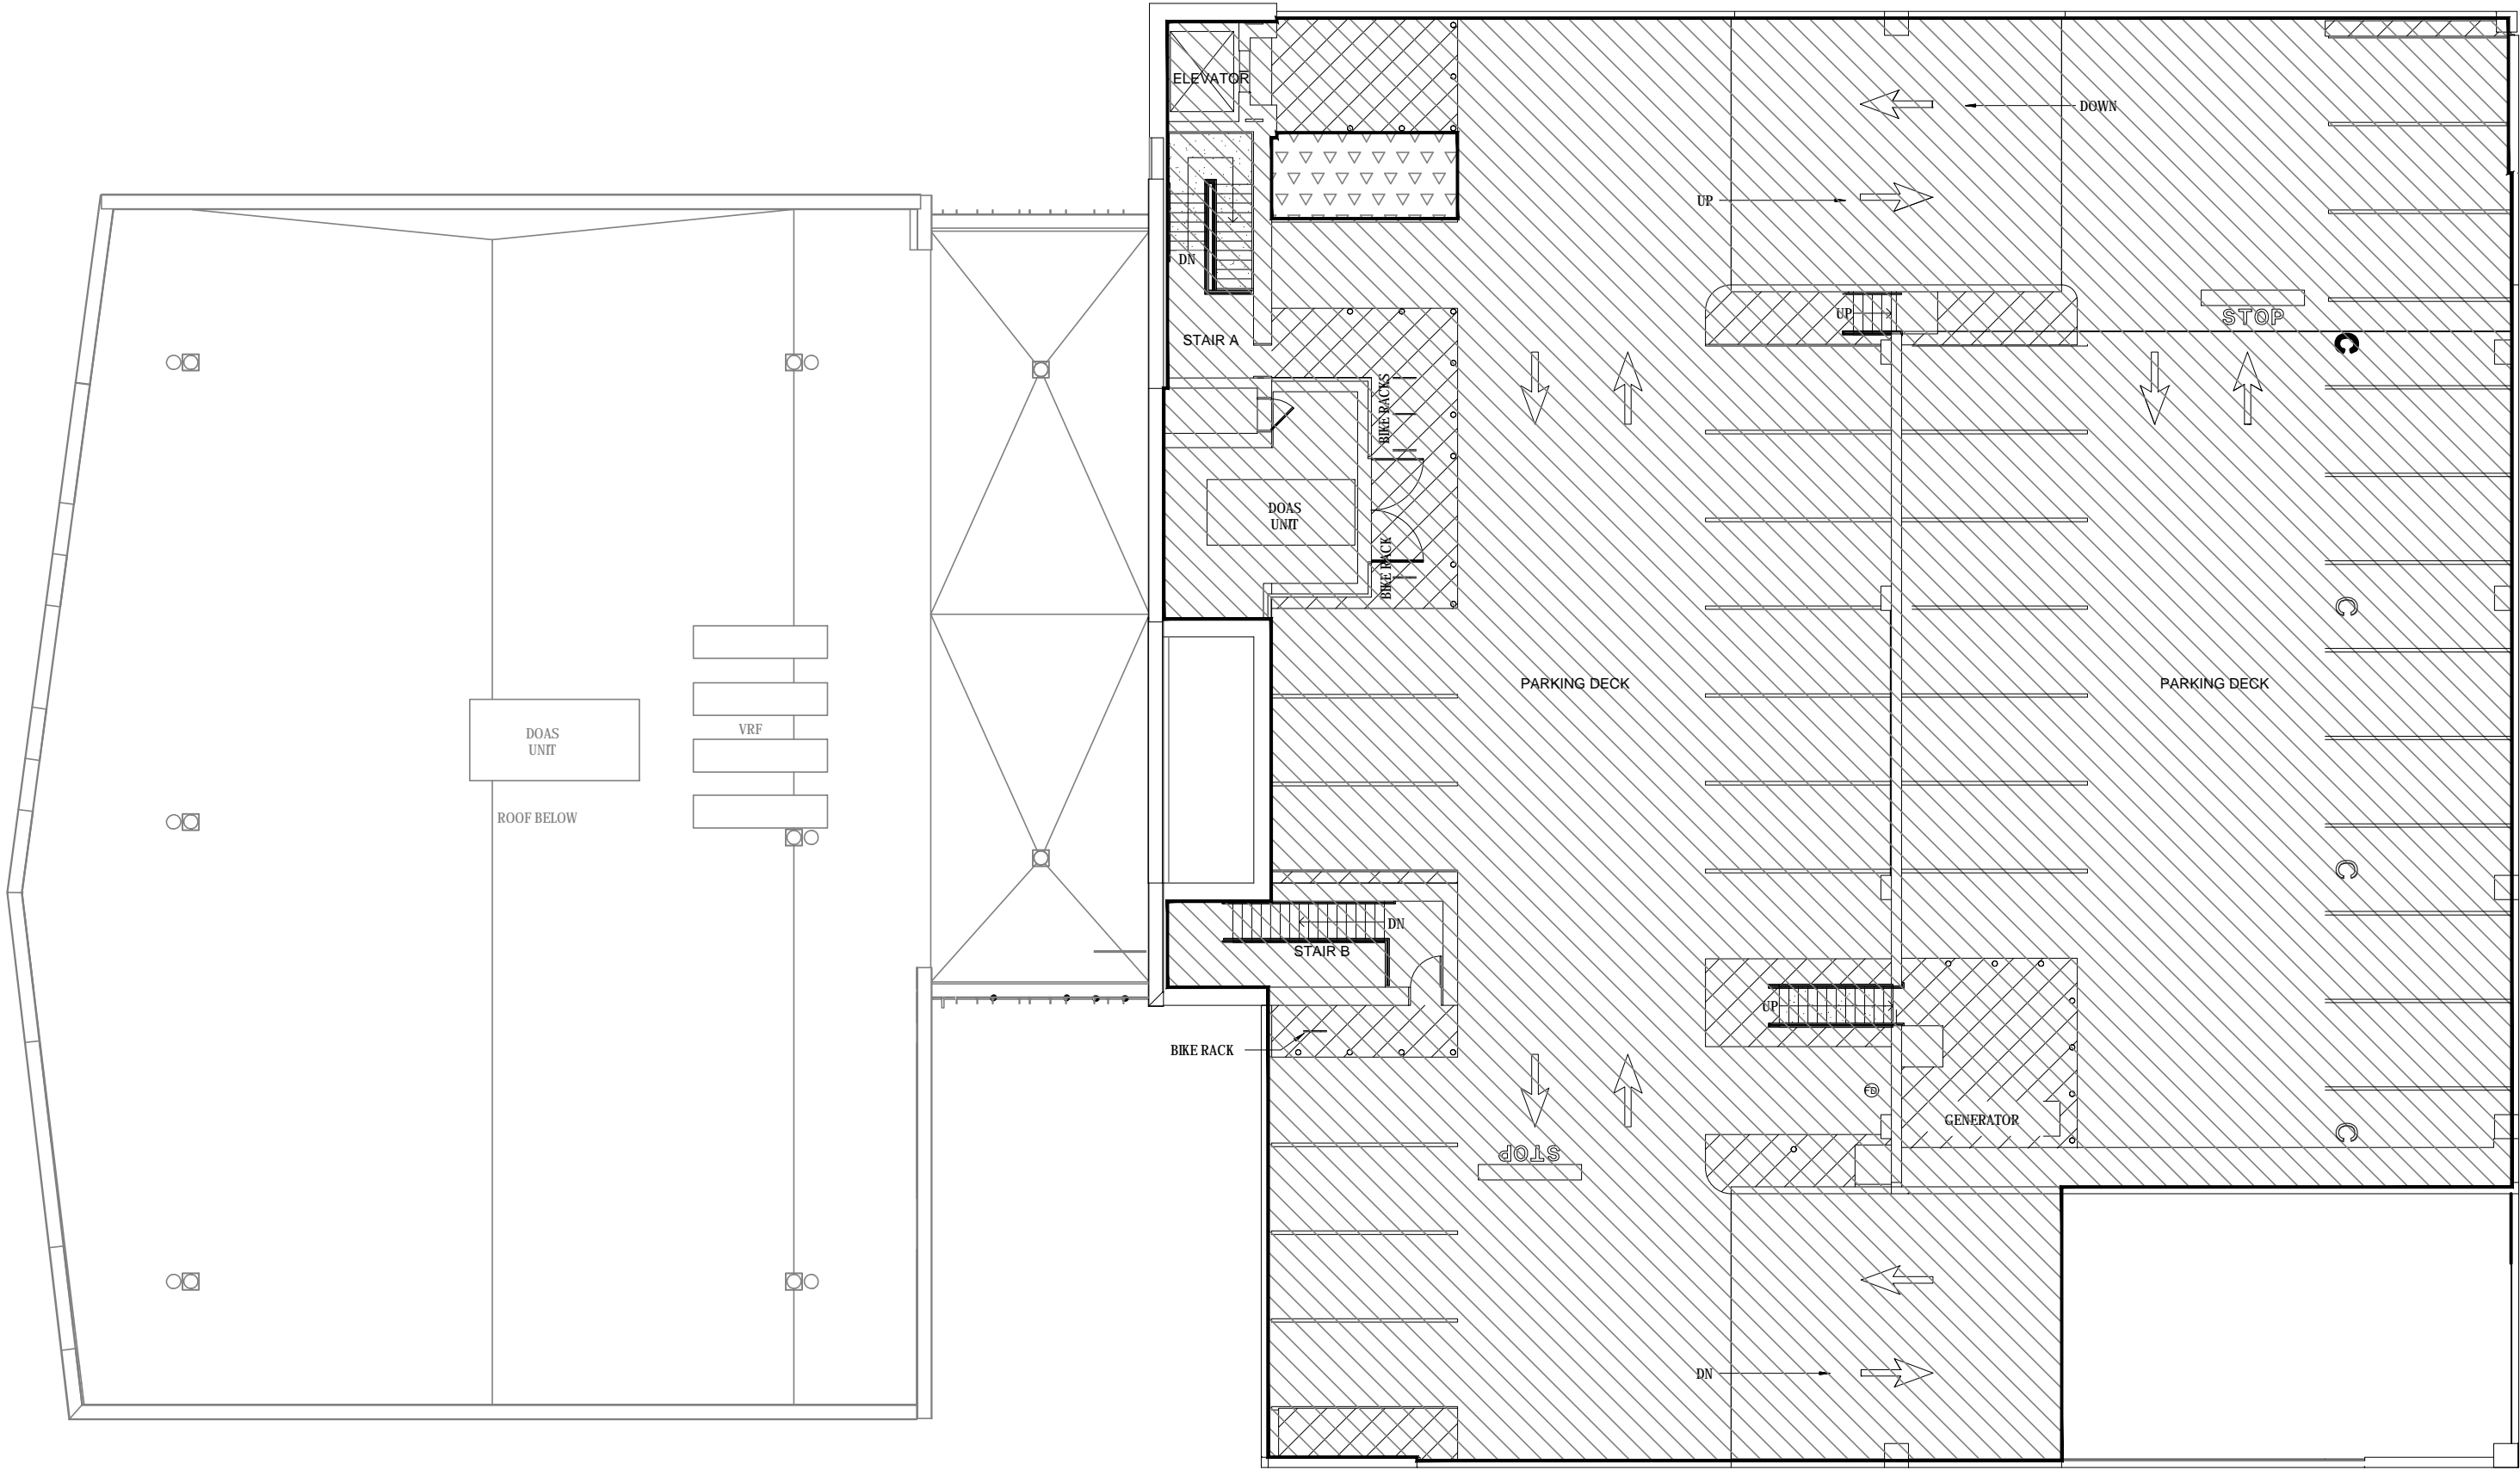 ELEVATOR
DOWN
UP
DN
UP
STOP
STAIR A
C
BIKE RACKS
DOAS
UNIT
BIKE RACK
C
PARKING DECK
PARKING DECK
DOAS
UNIT
VRF
ROOF BELOW
C
DN
STAIR B
UP
BIKE RACK
FD
GENERATOR
C
STOP
DN